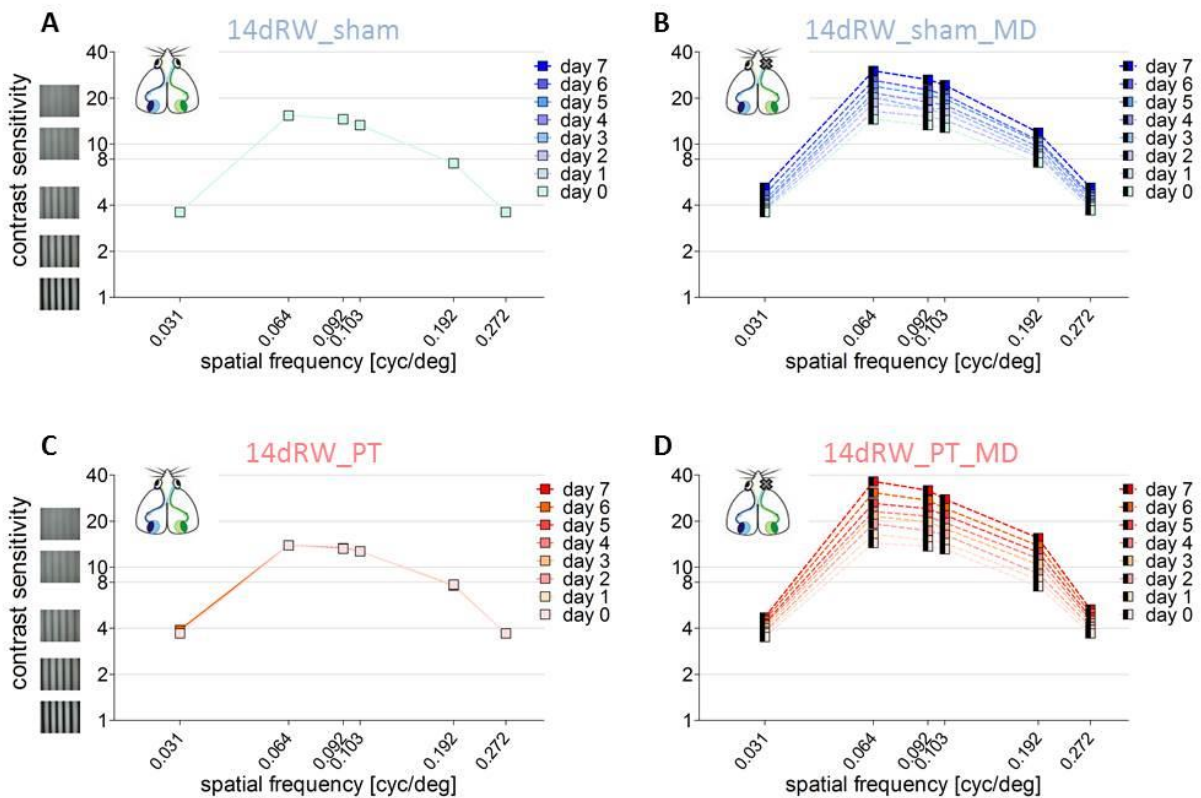 A
14dRW_sham
40
20
10
8
4
2
1
contrast sensitivity
day 7
day 6
day 5
day 4
day 3
day 2
day 1
day 0
0.031
0.064
0.092
0.103
0.192
0.272
spatial frequency [cyc/deg]
B
14dRW_sham_MD
40
20
10
8
4
2
1
day 7
day 6
day 5
day 4
day 3
day 2
day 1
day 0
0.031
0.064
0.092
0.103
0.192
0.272
spatial frequency [cyc/deg]
C
14dRW_PT
40
20
10
8
4
2
1
contrast sensitivity
day 7
day 6
day 5
day 4
day 3
day 2
day 1
day 0
0.031
0.064
0.092
0.103
0.192
0.272
spatial frequency [cyc/deg]
D
14dRW_PT_MD
40
20
10
8
4
2
1
day 7
day 6
day 5
day 4
day 3
day 2
day 1
day 0
0.031
0.064
0.092
0.103
0.192
0.272
spatial frequency [cyc/deg]